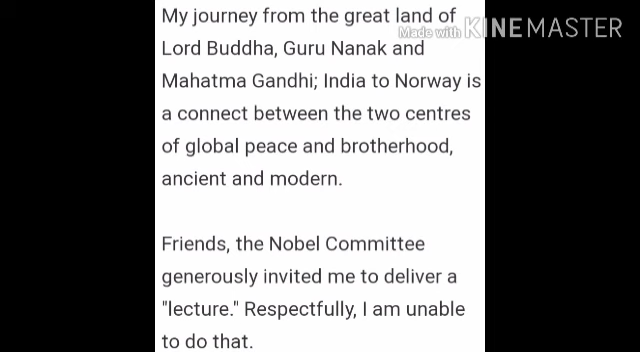 My journey from the great land of
Made with KINEMASTER
Lord Buddha, Guru Nanak and
Mahatma Gandhi; India to Norway is
a connect between the two centres
of global peace and brotherhood,
ancient and modern.
Friends, the Nobel Committee
generously invited me to deliver a
"lecture." Respectfully, I am unable
to do that.